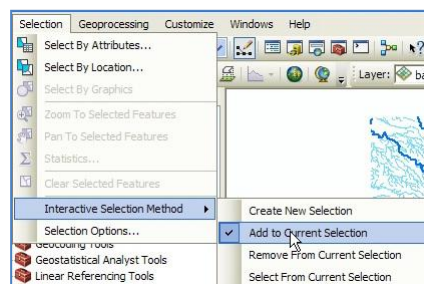 Selection Geoprocessing Customize Windows Help
Select By Attributes...
Select By Location...
Layer: ba
Select By Graphics
Zoom To Selected Features
Pan To Selected Features
Statistics...
Clear Selected Features
Interactive Selection Method
Create New Selection
Selection Options...
Add to Current Selection
Geocoding Tools
Remove From Current Selection
Geostatistical Analyst Tools
Linear Referencing Tools
Select From Current Selection